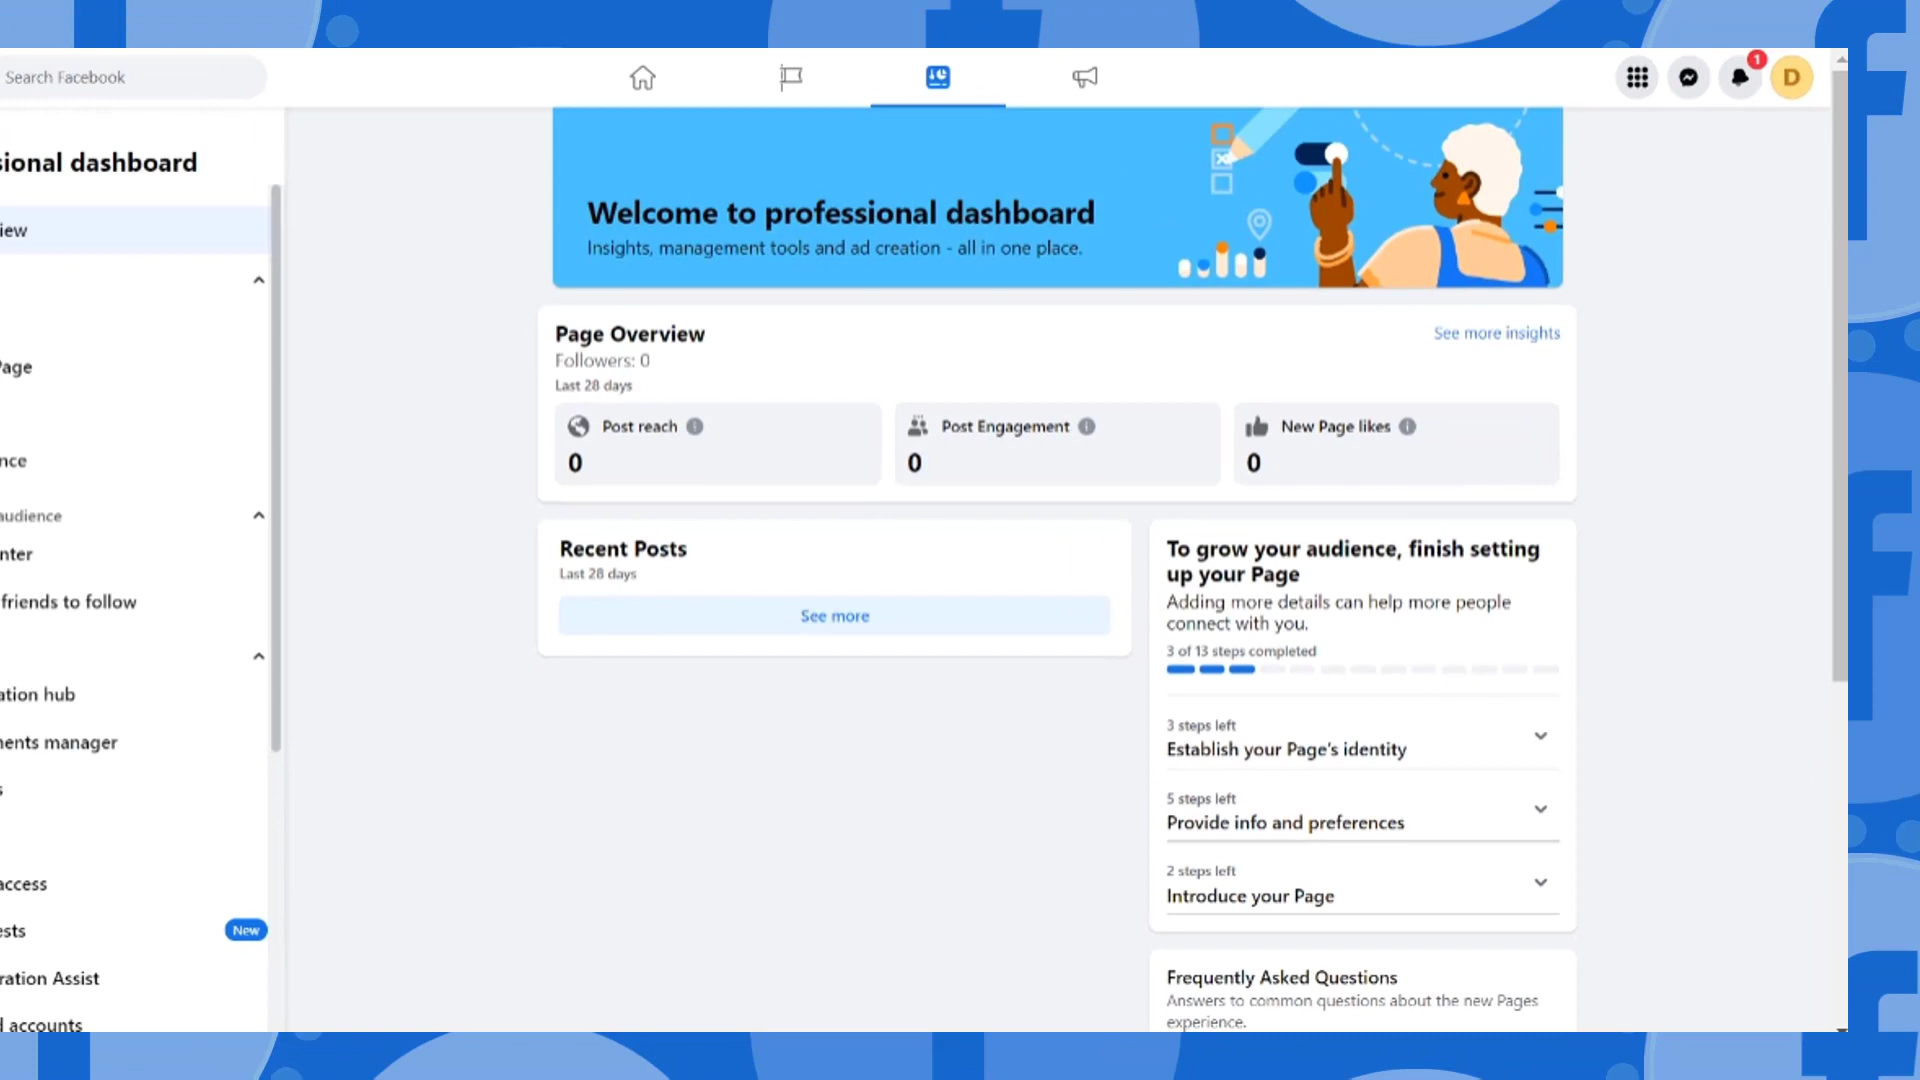 Search Facebook
1
D
sional dashboard
iew
Page
nce
audience
nter
friends to follow
ation hub
nents manager
s
access
ests
New
ration Assist
d accounts
Welcome to professional dashboard
Insights, management tools and ad creation - all in one place.
Page Overview
See more insights
Followers: 0
Last 28 days
Post reach
0
Post Engagement
0
New Page likes
0
Recent Posts
Last 28 days
See more
To grow your audience, finish setting
up your Page
Adding more details can help more people
connect with you.
3 of 13 steps completed
3 steps left
Establish your Page's identity
5 steps left
Provide info and preferences
2 steps left
Introduce your Page
Frequently Asked Questions
Answers to common questions about the new Pages
experience.